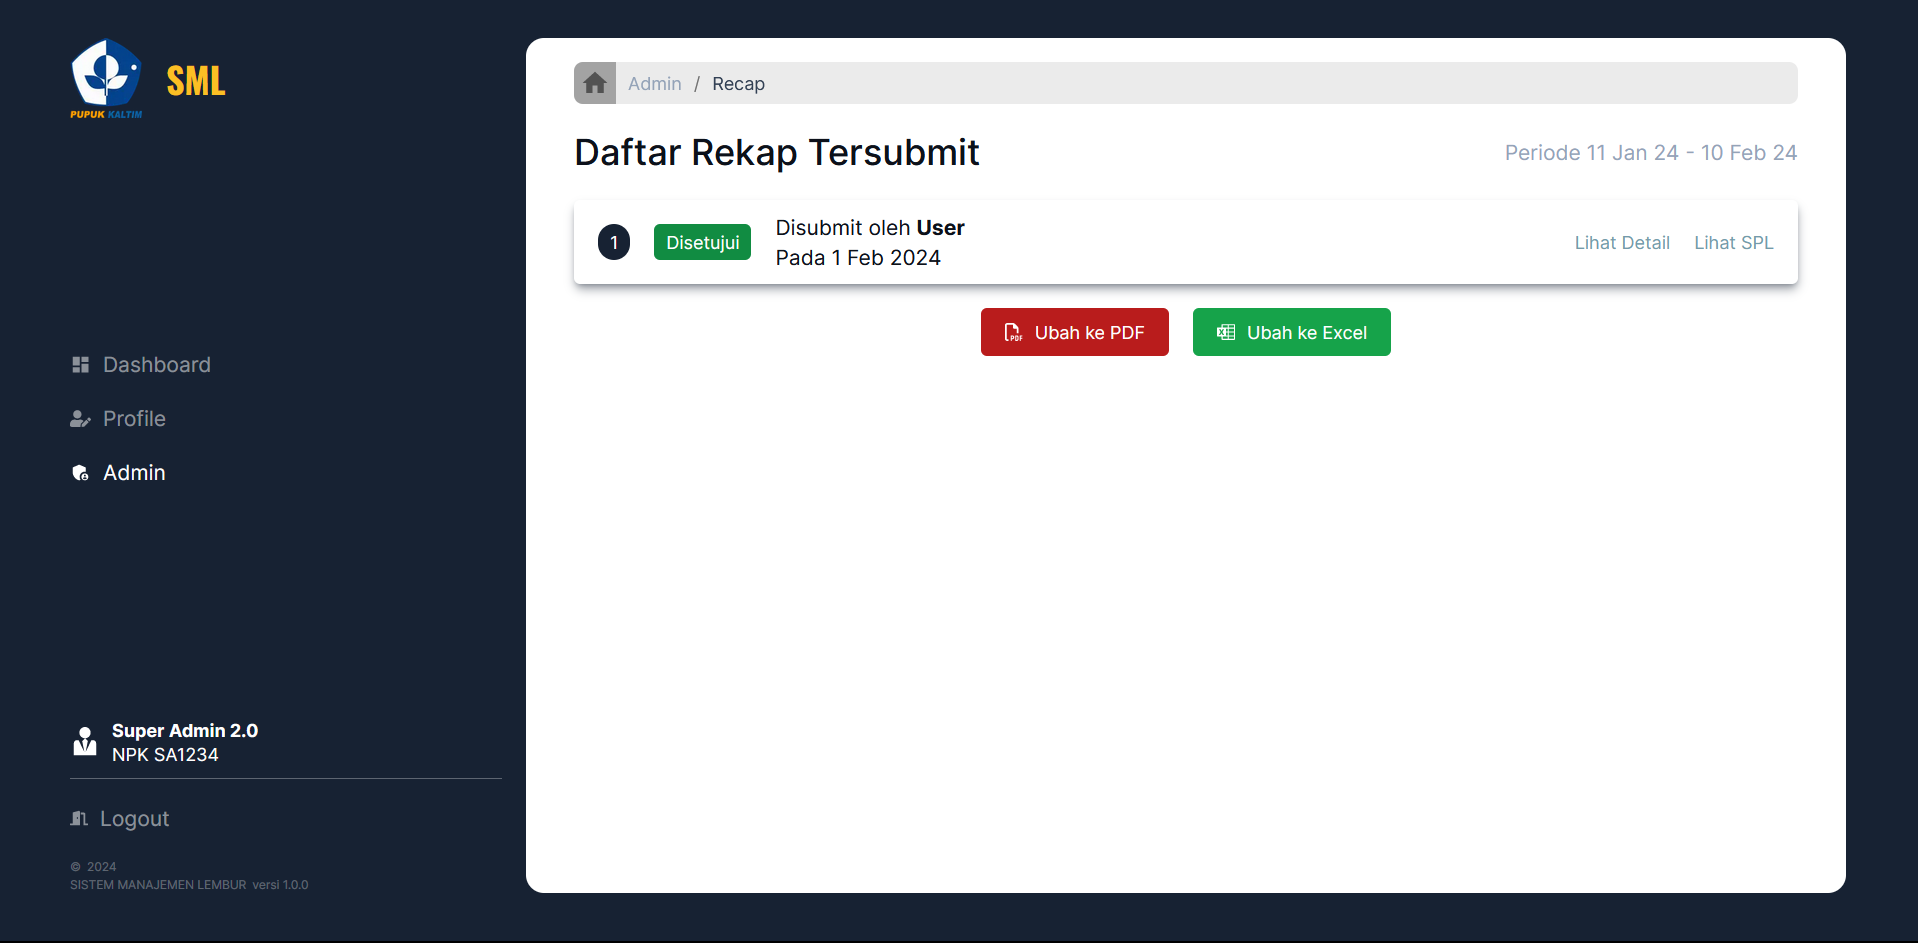 PUPUK KALTIM
SML
Dashboard
Profile
Admin
Super Admin 2.0
NPK SA1234
Logout
© 2024
SISTEM MANAJEMEN LEMBUR versi 1.0.0
Admin / Recap
Daftar Rekap Tersubmit
Periode 11 Jan 24 - 10 Feb 24
1
Disetujui
Disubmit oleh User
Pada 1 Feb 2024
Lihat Detail
Lihat SPL
PDF
Ubah ke PDF
Ubah ke Excel